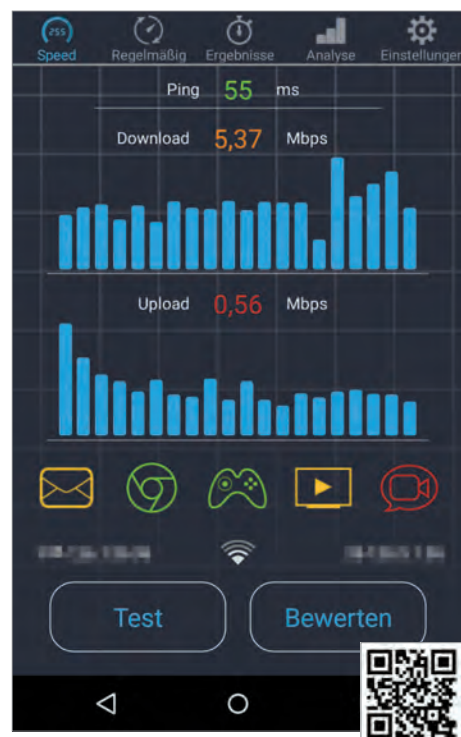 255
Speed Regelmäßig Ergebnisse Analyse Einstellungen
Ping 55 ms
Download 5,37 Mbps
Upload 0,56 Mbps
Test Bewerten